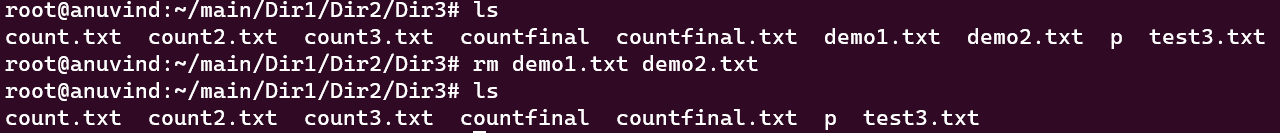 root@anuvind:~/main/Dir1/Dir2/Dir3# ls
count.txt  count2.txt  count3.txt  countfinal  countfinal.txt  demo1.txt  demo2.txt  p  test3.txt
root@anuvind:~/main/Dir1/Dir2/Dir3# rm demo1.txt demo2.txt
root@anuvind:~/main/Dir1/Dir2/Dir3# ls
count.txt  count2.txt  count3.txt  countfinal  countfinal.txt  p  test3.txt